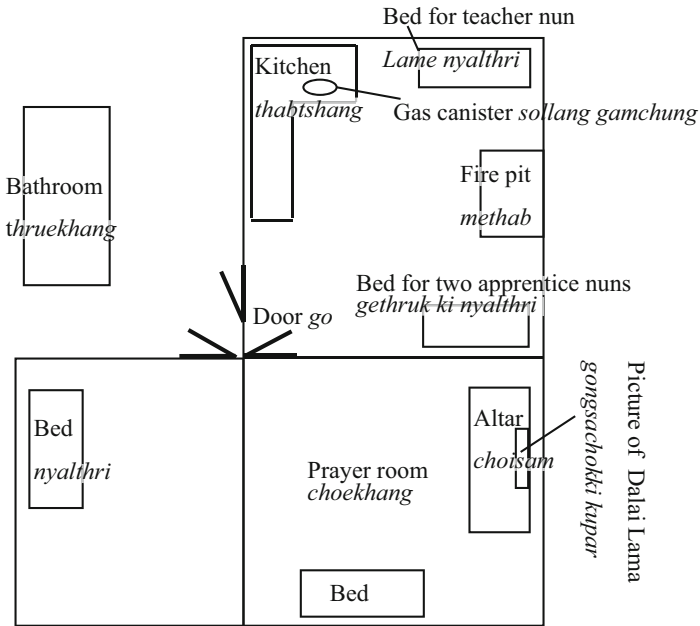 Bed for teacher nun
Lame nyalthri
Kitchen
thabtshang
Gas canister sollang gamchung
Bathroom
thruekhang
Fire pit
methab
Bed for two apprentice nuns
gethruk ki nyalthri
Door go
Bed
nyalthri
Prayer room
choekhang
Altar
choisam
Picture of Dalai Lama
gongsachokki kupar
Bed